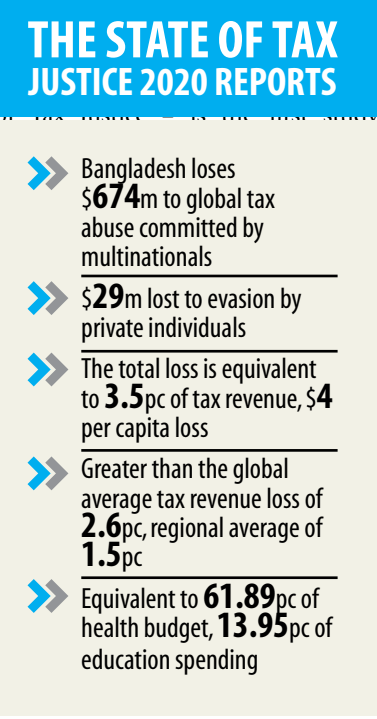 THE STATE OF TAX
JUSTICE 2020 REPORTS
Bangladesh loses
$674m to global tax
abuse committed by
multinationals
$29m lost to evasion by
private individuals
The total loss is equivalent
to 3.5pc of tax revenue, $4
per capita loss
Greater than the global
average tax revenue loss of
2.6pc, regional average of
1.5pc
Equivalent to 61.89pc of
health budget, 13.95pc of
education spending